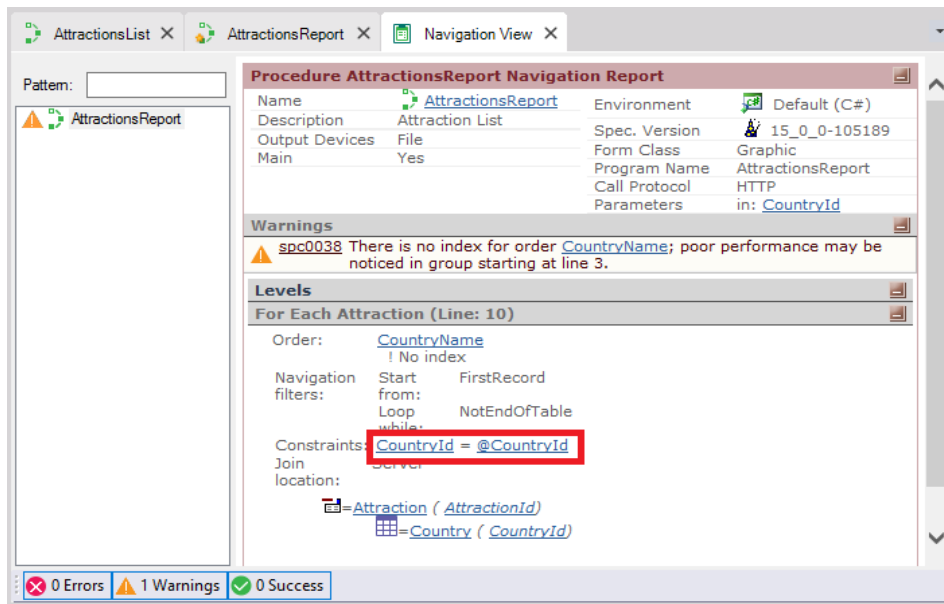 AttractionsList
AttractionsReport
Navigation View
Pattern:
AttractionsReport
Procedure AttractionsReport Navigation Report
Name AttractionsReport
Description Attraction List
Output Devices File
Main Yes
Environment Default (C#)
Spec. Version 15_0_0-105189
Form Class Graphic
Program Name AttractionsReport
Call Protocol HTTP
Parameters in: CountryId
Warnings
spc0038 There is no index for order CountryName; poor performance may be
noticed in group starting at line 3.
Levels
For Each Attraction (Line: 10)
Order: CountryName
! No index
Navigation Start FirstRecord
filters: from:
Loop NotEndOfTable
while:
Constraints: CountryId = @CountryId
Join Server
location:
=Attraction ( AttractionId)
=Country ( CountryId)
0 Errors 1 Warnings 0 Success